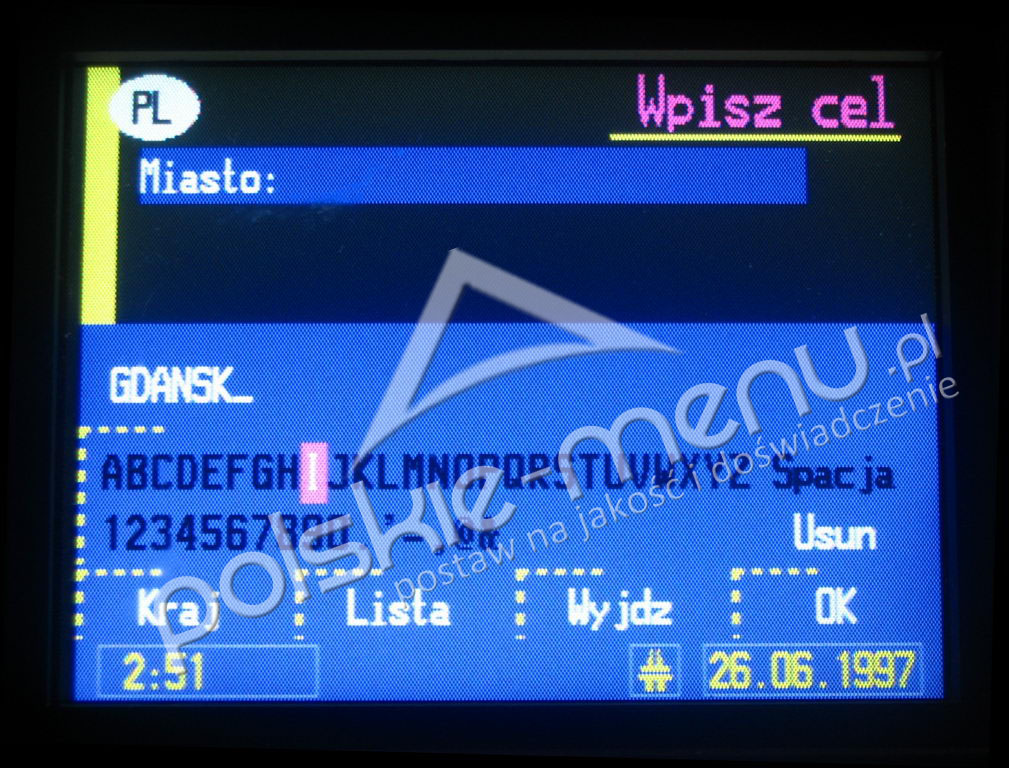 PL
Wpisz cel
Miasto:
GDANSK_
ABCDEFGHIJKLMNOPQRSTUVWXYZ Spacja
1234567890
Usun
Kraj Lista Wyjdz OK
2:51 26.06.1997
polskie-menu.pl
postaw na jakość i doświadczenie